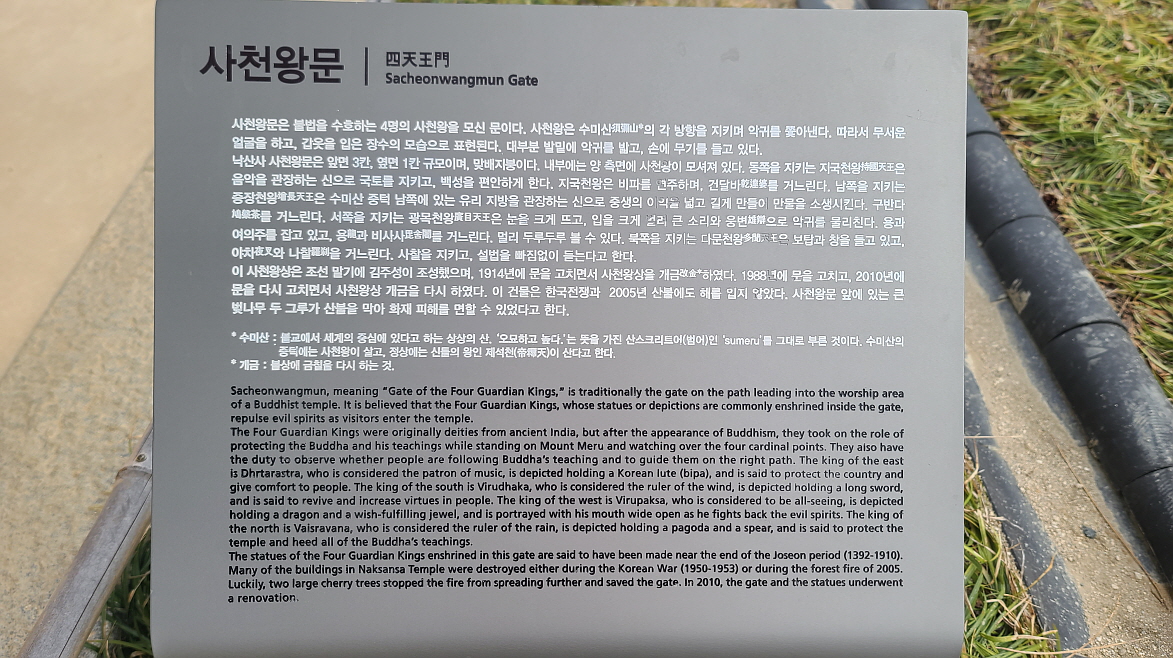 사천왕문
四天王門
Sacheonwangmun Gate
사천왕문은 불법을 수호하는 4명의 사천왕을 모신 문이다. 사천왕은 수미산須彌山*의 각 방향을 지키며 악귀를 쫓아낸다. 따라서 무서운
얼굴을 하고, 갑옷을 입은 장수의 모습으로 표현된다. 대부분 발밑에 악귀를 밟고, 손에 무기를 들고 있다.
낙산사 사천왕문은 앞면 3칸, 옆면 1칸 규모이며, 맞배지붕이다. 내부에는 양 측면에 사천왕이 모셔져 있다. 동쪽을 지키는 지국천왕持國天王은
음악을 관장하는 신으로 국토를 지키고, 백성을 편안하게 한다. 지국천왕은 비파를 연주하며, 건달바乾達婆를 거느린다. 남쪽을 지키는
증장천왕增長天王은 수미산 중턱 남쪽에 있는 유리 지방을 관장하는 신으로 중생의 이익을 넓고 길게 만들어 만물을 소생시킨다. 구반다
鳩槃茶를 거느린다. 서쪽을 지키는 광목천왕廣目天王은 눈을 크게 뜨고, 입을 크게 벌려 큰 소리와 웅변雄辯으로 악귀를 물리친다. 용과
여의주를 잡고 있고, 용龍과 비사사毘舍闍를 거느린다. 멀리 두루두루 볼 수 있다. 북쪽을 지키는 다문천왕多聞天王은 보탑과 창을 들고 있고,
야차夜叉와 나찰羅刹을 거느린다. 사찰을 지키고, 설법을 빠짐없이 듣는다고 한다.
이 사천왕상은 조선 말기에 김주성이 조성했으며, 1914년에 문을 고치면서 사천왕상을 개금改金*하였다. 1988년에 문을 고치고, 2010년에
문을 다시 고치면서 사천왕상 개금을 다시 하였다. 이 건물은 한국전쟁과 2005년 산불에도 해를 입지 않았다. 사천왕문 앞에 있는 큰
벚나무 두 그루가 산불을 막아 화재 피해를 면할 수 있었다고 한다.
* 수미산 : 불교에서 세계의 중심에 있다고 하는 상상의 산. '오묘하고 높다.'는 뜻을 가진 산스크리트어(범어)인 'sumeru'를 그대로 부른 것이다. 수미산의
중턱에는 사천왕이 살고, 정상에는 신들의 왕인 제석천(帝釋天)이 산다고 한다.
* 개금 : 불상에 금칠을 다시 하는 것.
Sacheonwangmun, meaning “Gate of the Four Guardian Kings,” is traditionally the gate on the path leading into the worship area
of a Buddhist temple. It is believed that the Four Guardian Kings, whose statues or depictions are commonly enshrined inside the gate,
repulse evil spirits as visitors enter the temple.
The Four Guardian Kings were originally deities from ancient India, but after the appearance of Buddhism, they took on the role of
protecting the Buddha and his teachings while standing on Mount Meru and watching over the four cardinal points. They also have
the duty to observe whether people are following Buddha’s teaching and to guide them on the right path. The king of the east
is Dhrtarastra, who is considered the patron of music, is depicted holding a Korean lute (bipa), and is said to protect the country and
give comfort to people. The king of the south is Virudhaka, who is considered the ruler of the wind, is depicted holding a long sword,
and is said to revive and increase virtues in people. The king of the west is Virupaksa, who is considered to be all-seeing, is depicted
holding a dragon and a wish-fulfilling jewel, and is portrayed with his mouth wide open as he fights back the evil spirits. The king of
the north is Vaisravana, who is considered the ruler of the rain, is depicted holding a pagoda and a spear, and is said to protect the
temple and heed all of the Buddha’s teachings.
The statues of the Four Guardian Kings enshrined in this gate are said to have been made near the end of the Joseon period (1392-1910).
Many of the buildings in Naksansa Temple were destroyed either during the Korean War (1950-1953) or during the forest fire of 2005.
Luckily, two large cherry trees stopped the fire from spreading further and saved the gate. In 2010, the gate and the statues underwent
a renovation.